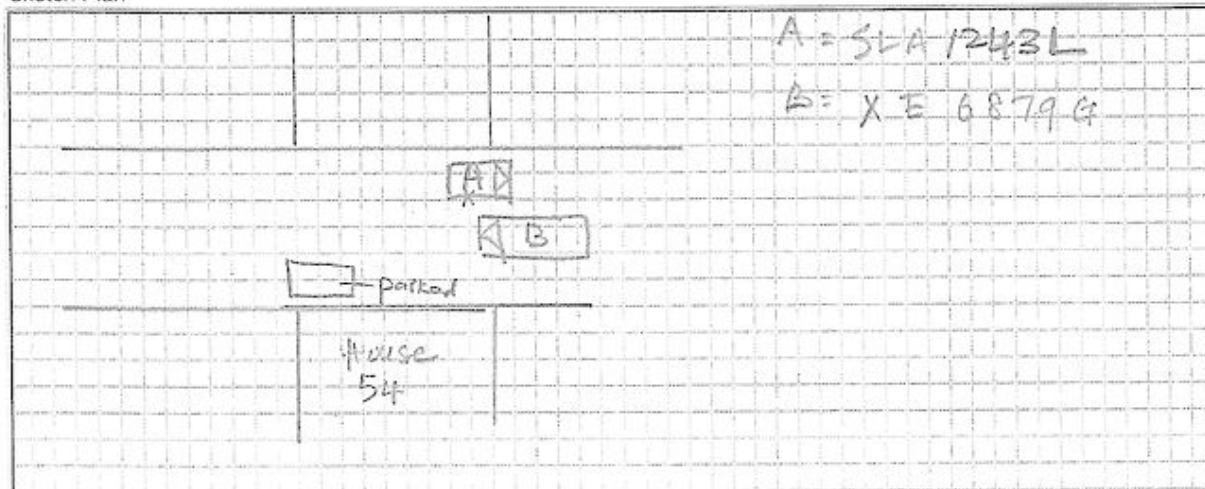 A = SLA 1243L
B = XE 6879G
A
B
parked
House
54